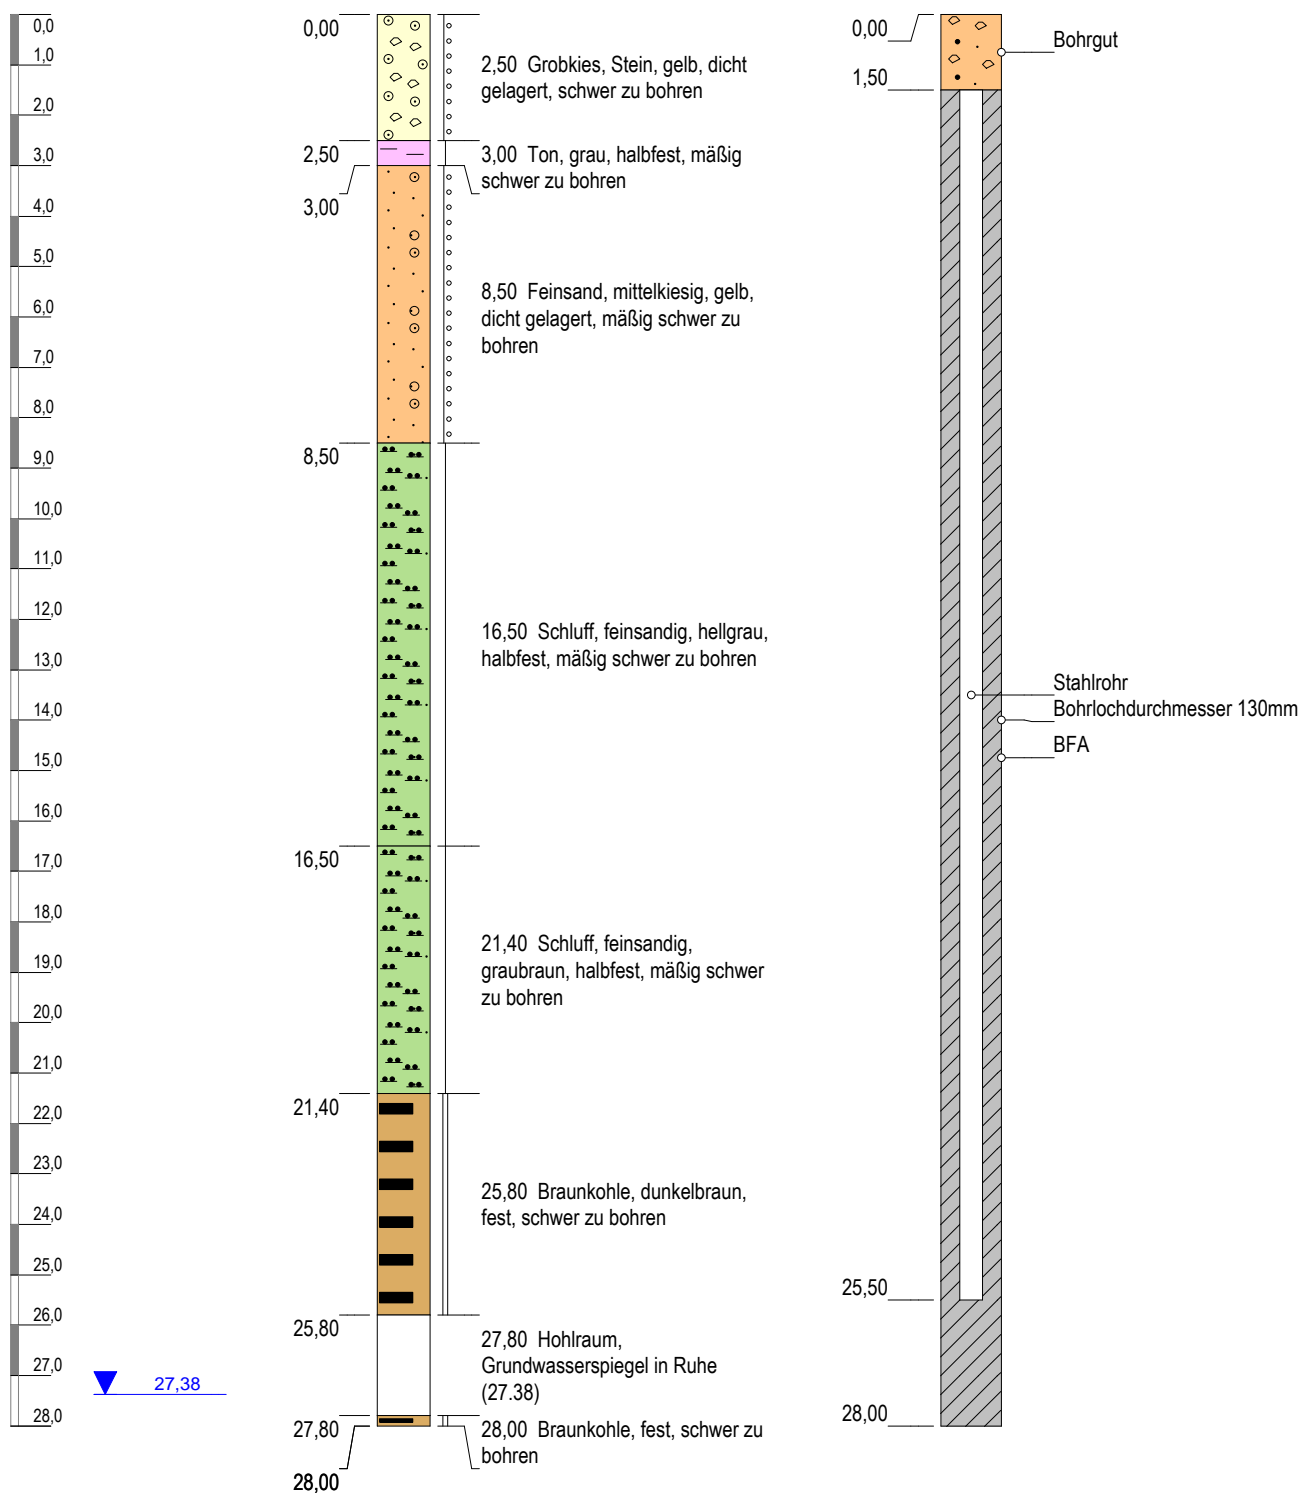 0,0
1,0
2,0
3,0
4,0
5,0
6,0
7,0
8,0
9,0
10,0
11,0
12,0
13,0
14,0
15,0
16,0
17,0
18,0
19,0
20,0
21,0
22,0
23,0
24,0
25,0
26,0
27,0
28,0
27,38
0,00
2,50
3,00
8,50
16,50
21,40
25,80
27,80
28,00
2,50 Grobkies, Stein, gelb, dicht
gelagert, schwer zu bohren
3,00 Ton, grau, halbfest, mäßig
schwer zu bohren
8,50 Feinsand, mittelkiesig, gelb,
dicht gelagert, mäßig schwer zu
bohren
16,50 Schluff, feinsandig, hellgrau,
halbfest, mäßig schwer zu bohren
21,40 Schluff, feinsandig,
graubraun, halbfest, mäßig schwer
zu bohren
25,80 Braunkohle, dunkelbraun,
fest, schwer zu bohren
27,80 Hohlraum,
Grundwasserspiegel in Ruhe
(27.38)
28,00 Braunkohle, fest, schwer zu
bohren
0,00
1,50
25,50
28,00
Bohrgut
Stahlrohr
Bohrlochdurchmesser 130mm
BFA